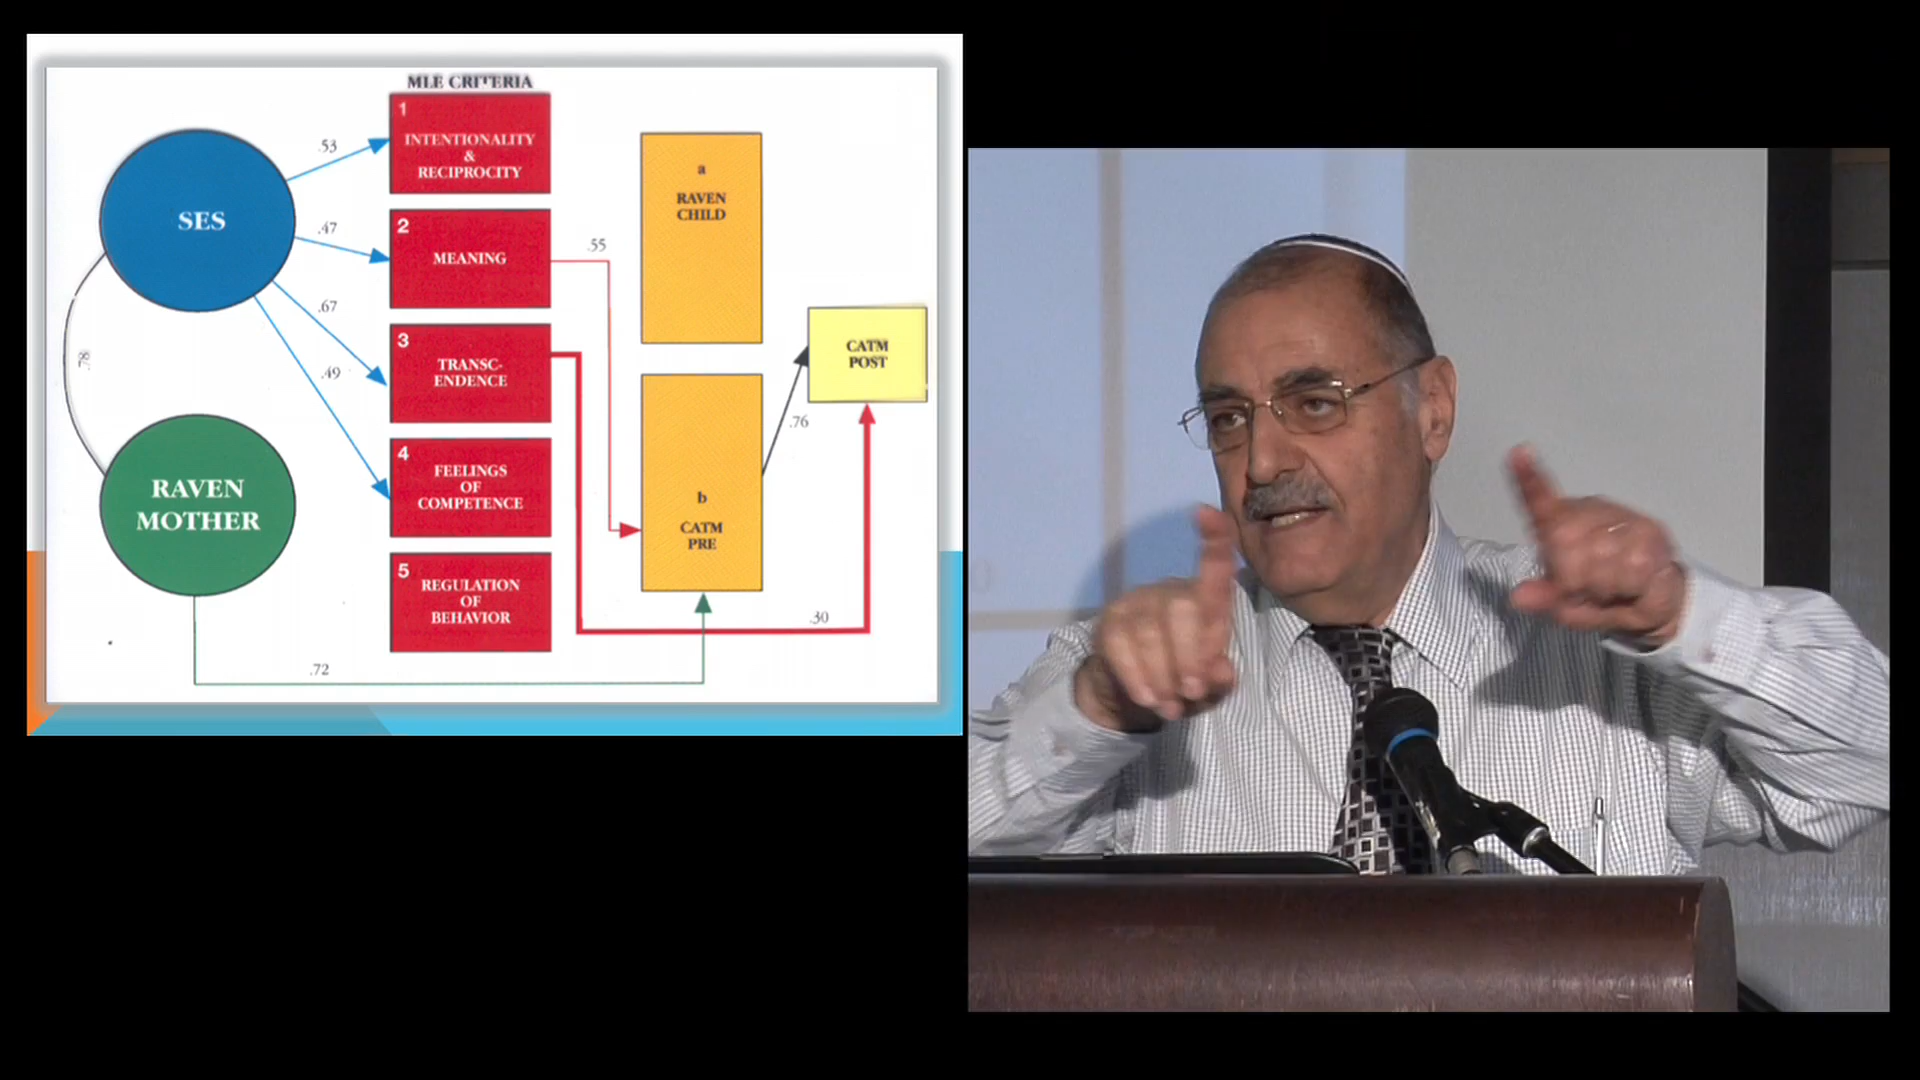 MLE CRITERIA
1
INTENTIONALITY
&
RECIPROCITY
2
MEANING
3
TRANSC-
ENDENCE
4
FEELINGS
OF
COMPETENCE
5
REGULATION
OF
BEHAVIOR
SES
RAVEN
MOTHER
.53
.47
.67
.49
.78
.55
a
RAVEN
CHILD
b
CATM
PRE
CATM
POST
.76
.30
.72